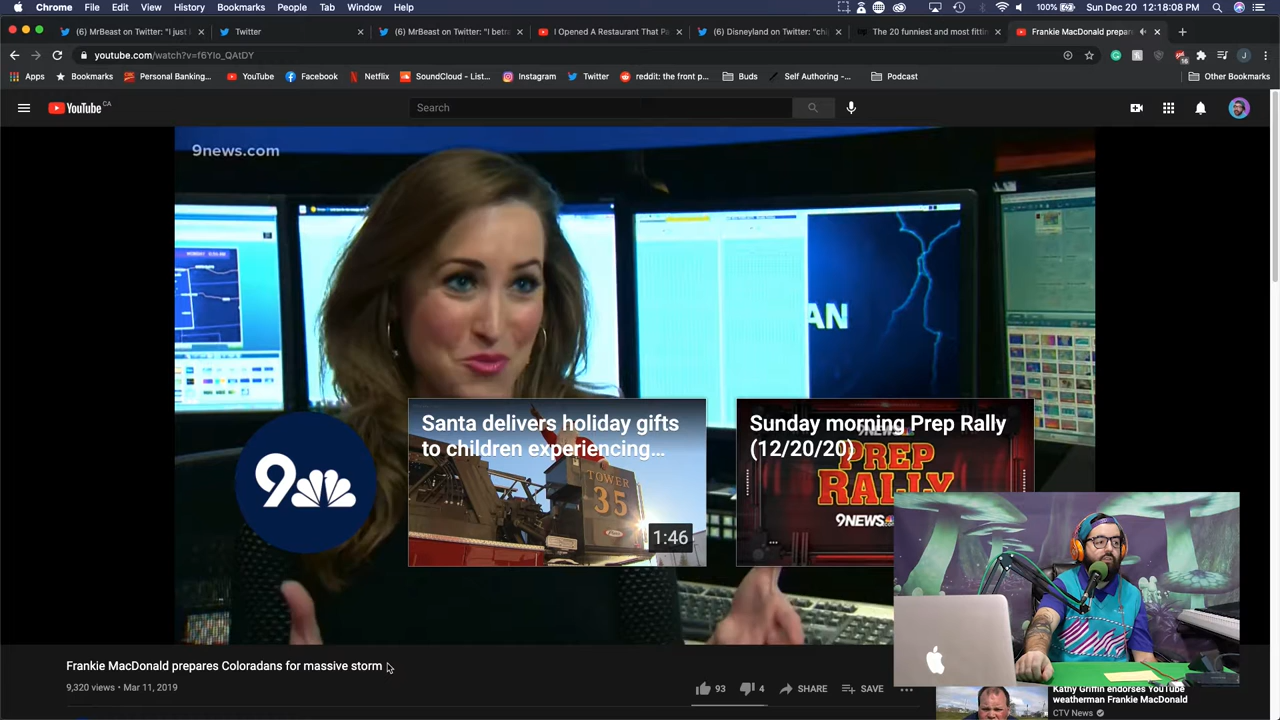 Chrome File Edit View History Bookmarks People Tab Window Help 100% Sun Dec 20 12:18:08 PM
(6) MrBeast on Twitter: "I just l
Twitter
(6) MrBeast on Twitter: "I betr
I Opened A Restaurant That Pa
(6) Disneyland on Twitter: "chi
The 20 funniest and most fittin
Frankie MacDonald prepare
youtube.com/watch?v=f6YIo_QAtDY
Apps Bookmarks Personal Banking... YouTube Facebook Netflix SoundCloud - List... Instagram Twitter reddit: the front p... Buds Self Authoring -... Podcast Other Bookmarks
YouTube CA
Search
9news.com
AN
Santa delivers holiday gifts
to children experiencing...
TOWER
35
1:46
Sunday morning Prep Rally
(12/20/20)
PREP
RALLY
9NEWS
9
Frankie MacDonald prepares Coloradans for massive storm
9,320 views • Mar 11, 2019
93 4 SHARE SAVE
Kathy Griffin endorses YouTube
weatherman Frankie MacDonald
CTV News